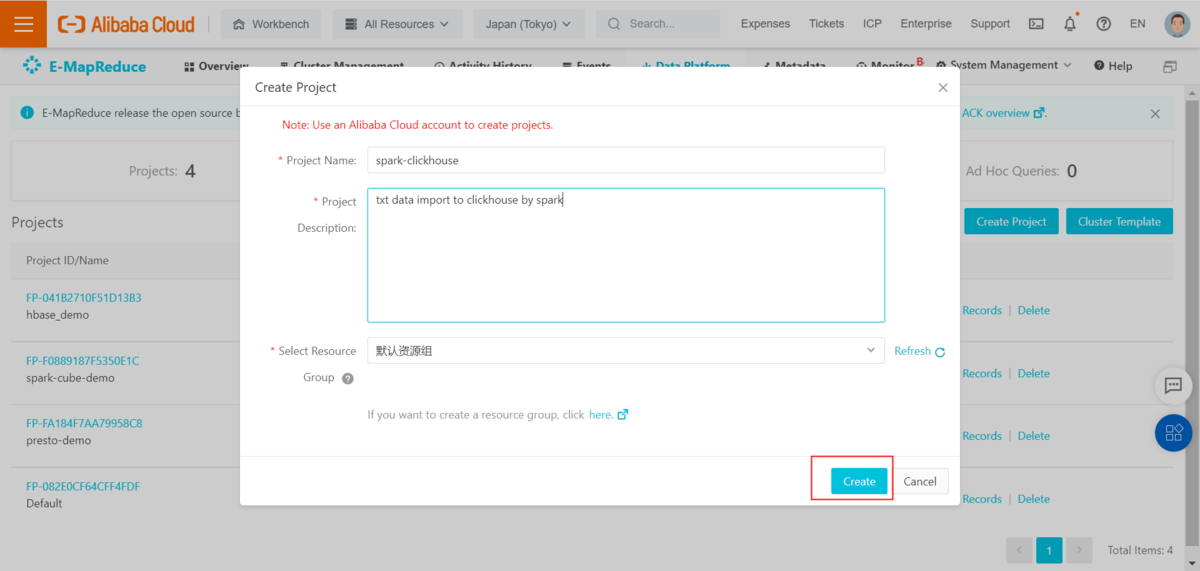 Alibaba Cloud
Workbench
All Resources
Japan (Tokyo)
Search...
Expenses
Tickets
ICP
Enterprise
Support
EN
E-MapReduce
Overview
Cluster Management
Activity History
Events
Data Platform
Metadata
Monitor
B
System Management
Help
E-MapReduce release the open source b
ACK overview
.
Projects: 4
Ad Hoc Queries: 0
Projects
Create Project
Cluster Template
Project ID/Name
FP-041B2710F51D13B3
hbase_demo
Records | Delete
FP-F0889187F5350E1C
spark-cube-demo
Records | Delete
FP-FA184F7AA79958C8
presto-demo
Records | Delete
FP-082E0CF64CFF4FDF
Default
Records | Delete
< 1 >
Total Items: 4
Create Project
Note: Use an Alibaba Cloud account to create projects.
* Project Name:
spark-clickhouse
* Project
Description:
txt data import to clickhouse by spark
* Select Resource
Group
默认资源组
Refresh
If you want to create a resource group, click here.
Create
Cancel